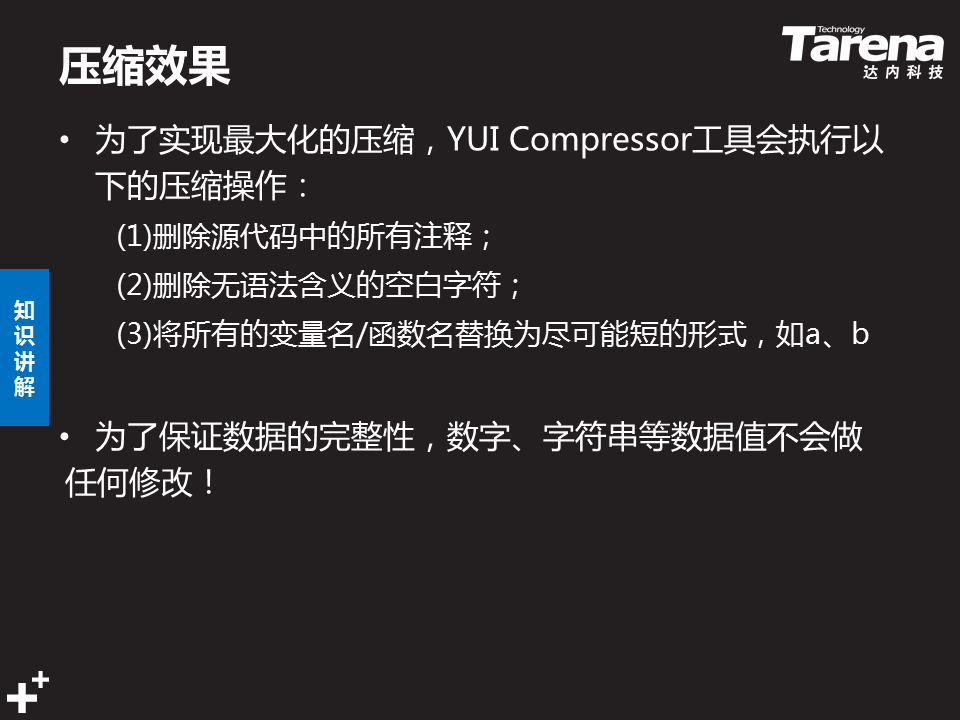 压缩效果
Technology
Tarena
达内科技
• 为了实现最大化的压缩，YUI Compressor工具会执行以
下的压缩操作：
(1)删除源代码中的所有注释；
(2)删除无语法含义的空白字符；
(3)将所有的变量名/函数名替换为尽可能短的形式，如a、b
知识讲解
• 为了保证数据的完整性，数字、字符串等数据值不会做
任何修改！